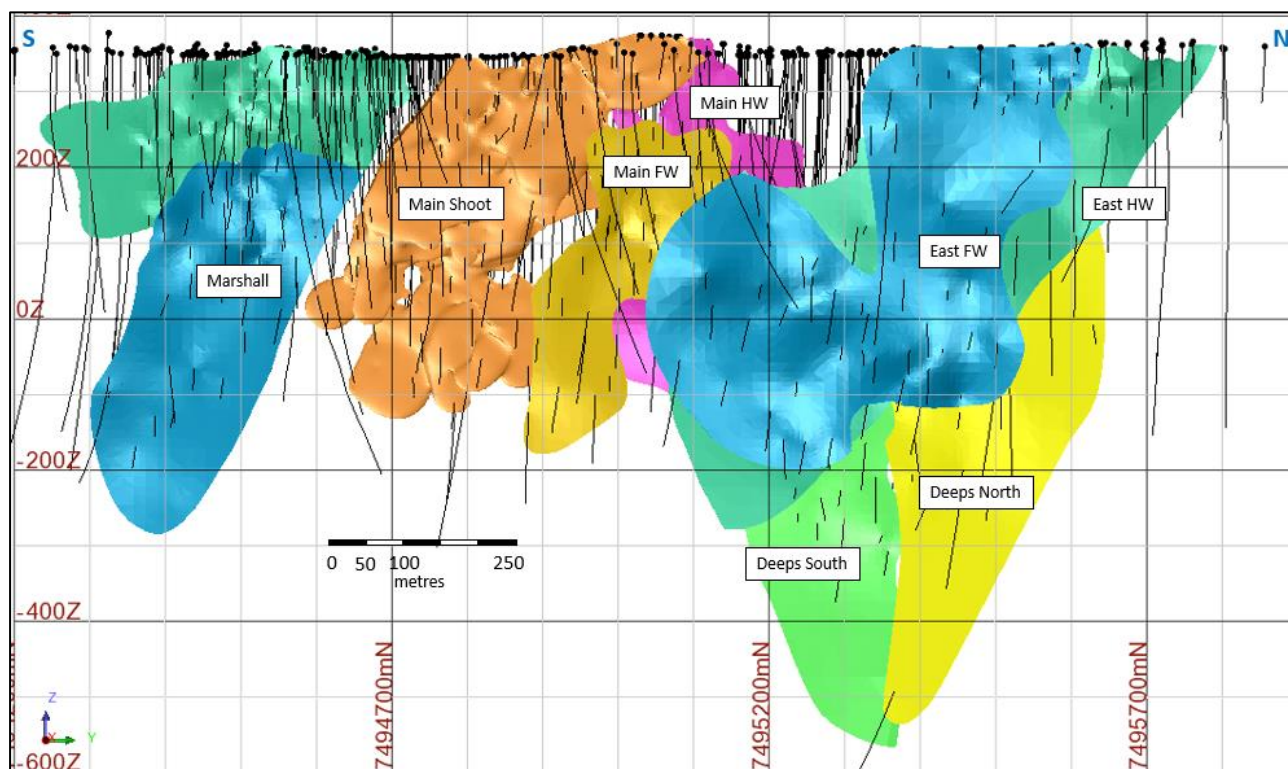 S
N
Main HW
200Z
Main FW
Main Shoot
East HW
East FW
Marshall
0Z
-200Z
Deeps North
0 50 100 250
metres
Deeps South
-400Z
7494700mN
7495200mN
7495700mN
Z
X Y
-600Z